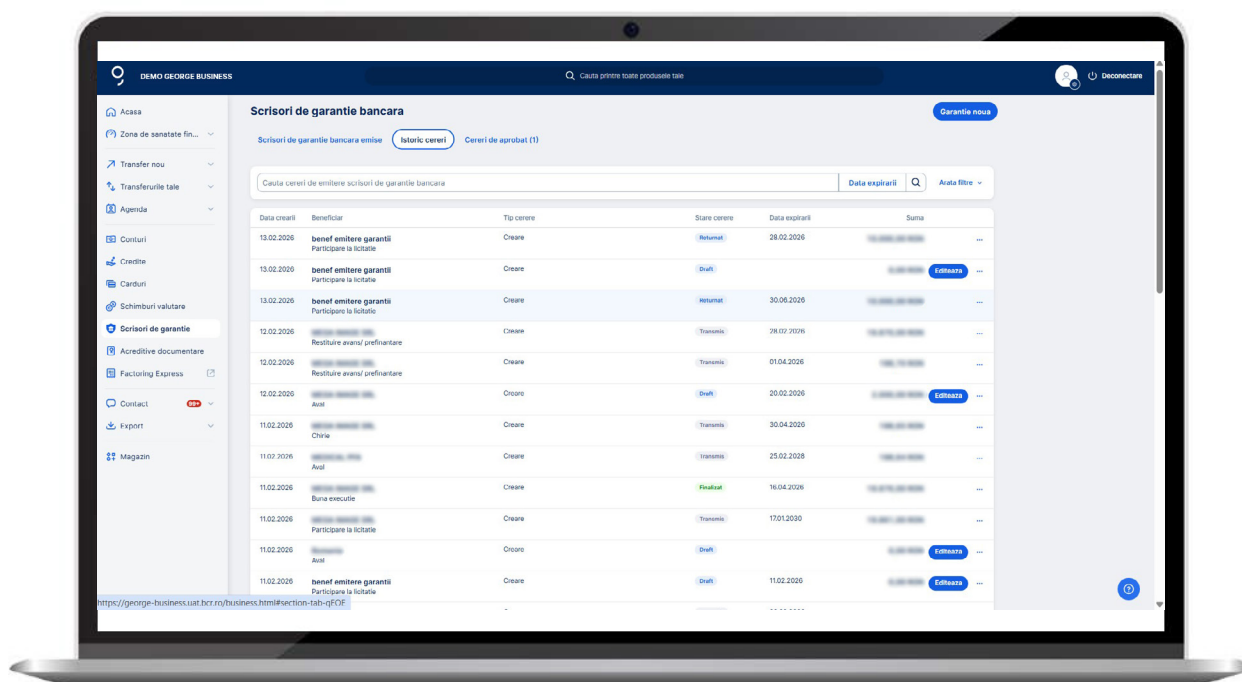 DEMO GEORGE BUSINESS
Cauta printre toate produsele tale
Deconectare
Acasa
Zona de sanatate fin...
Transfer nou
Transferurile tale
Agenda
Conturi
Credite
Carduri
Schimburi valutare
Scrisori de garantie
Acreditive documentare
Factoring Express
Contact 99+
Export
Magazin
Scrisori de garantie bancara
Garantie noua
Scrisori de garantie bancara emise Istoric cereri Cereri de aprobat (1)
Cauta cereri de emitere scrisori de garantie bancara Data expirarii Arata filtre
Data crearii Beneficiar Tip cerere Stare cerere Data expirarii Suma
13.02.2026 benef emitere garantii Creare Returnat 28.02.2026 ...
Participare la licitatie
13.02.2026 benef emitere garantii Creare Draft Editeaza ...
Participare la licitatie
13.02.2026 benef emitere garantii Creare Returnat 30.06.2026 ...
Participare la licitatie
12.02.2026 Creare Transmis 28.02.2026 ...
Restituire avans/ prefinantare
12.02.2026 Creare Transmis 01.04.2026 ...
Restituire avans/ prefinantare
12.02.2026 Creare Draft 20.02.2026 Editeaza ...
Aval
11.02.2026 Creare Transmis 30.04.2026 ...
Chirie
11.02.2026 Creare Transmis 25.02.2028 ...
Aval
11.02.2026 Creare Finalizat 16.04.2026 ...
Buna executie
11.02.2026 Creare Transmis 17.01.2030 ...
Participare la licitatie
11.02.2026 Creare Draft Editeaza ...
Aval
11.02.2026 benef emitere garantii Creare Draft 11.02.2026 Editeaza ...
Participare la licitatie
https://george-business.uat.bcr.ro/business.html#section-tab-qFOE